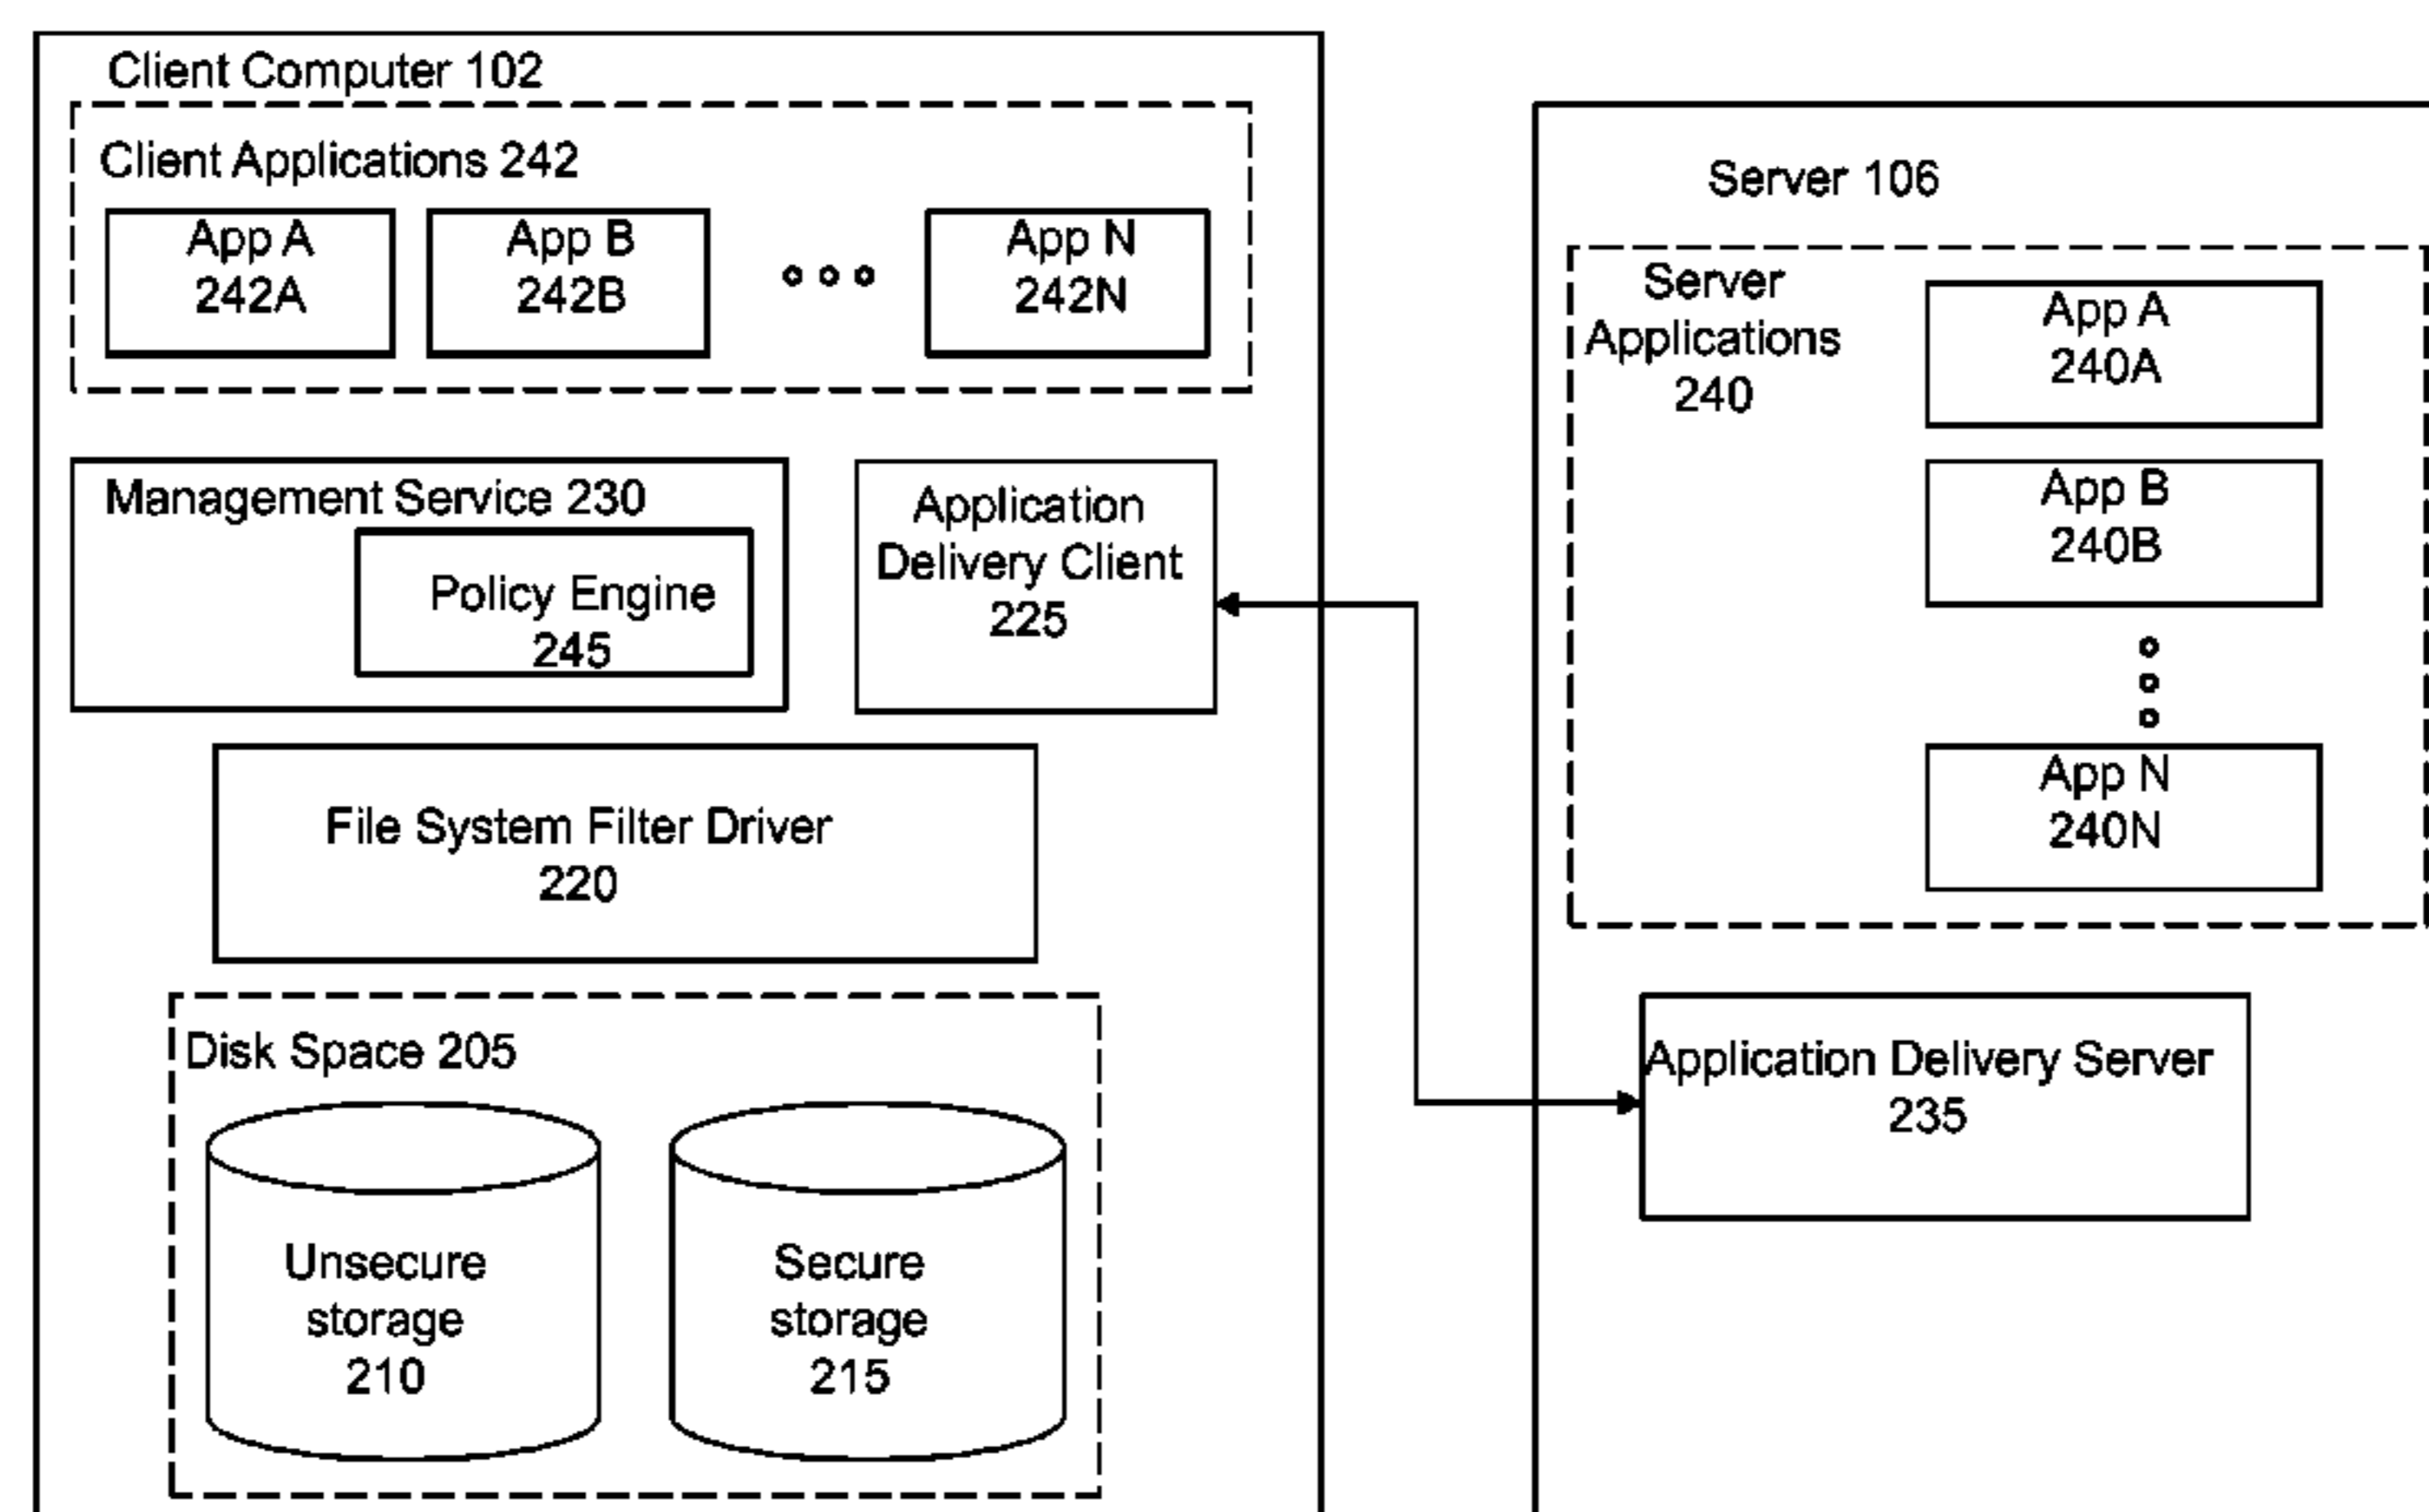 Client Computer 102
Client Applications 242
App A
242A
App B
242B
App N
242N
Management Service 230
Policy Engine
245
Application
Delivery Client
225
File System Filter Driver
220
Disk Space 205
Unsecure
storage
210
Secure
storage
215
Server 106
Server
Applications
240
App A
240A
App B
240B
App N
240N
Application Delivery Server
235